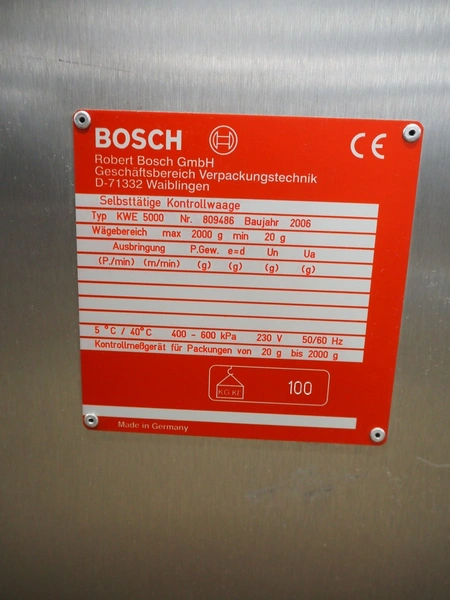 BOSCH
CE
Robert Bosch GmbH
Geschäftsbereich Verpackungstechnik
D-71332 Waiblingen
Selbsttätige Kontrollwaage
Typ KWE 5000 Nr. 809486 Baujahr 2006
Wägebereich max 2000 g min 20 g
Ausbringung P.Gew. e=d Un Ua
(P./min) (m/min) (g) (g) (g) (g)
5 °C / 40°C 400 - 600 kPa 230 V 50/60 Hz
Kontrollmeßgerät für Packungen von 20 g bis 2000 g
100
Made in Germany